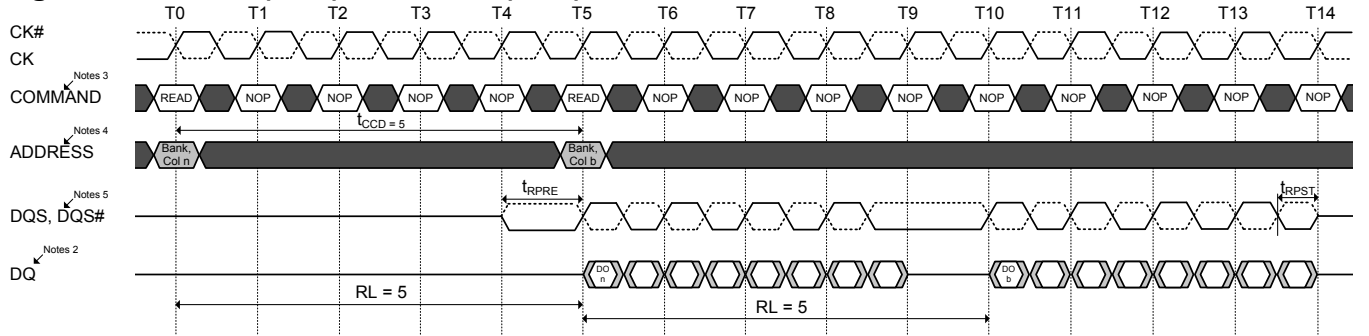 T0 T1 T2 T3 T4 T5 T6 T7 T8 T9 T10 T11 T12 T13 T14
CK#
CK
Notes 3
COMMAND READ NOP NOP NOP NOP READ NOP NOP NOP NOP NOP NOP NOP NOP NOP
tCCD = 5
Notes 4
ADDRESS Bank, Col n Bank, Col b
Notes 5
DQS, DQS# tRPRE tRPST
Notes 2
DQ DO n DO b
RL = 5 RL = 5